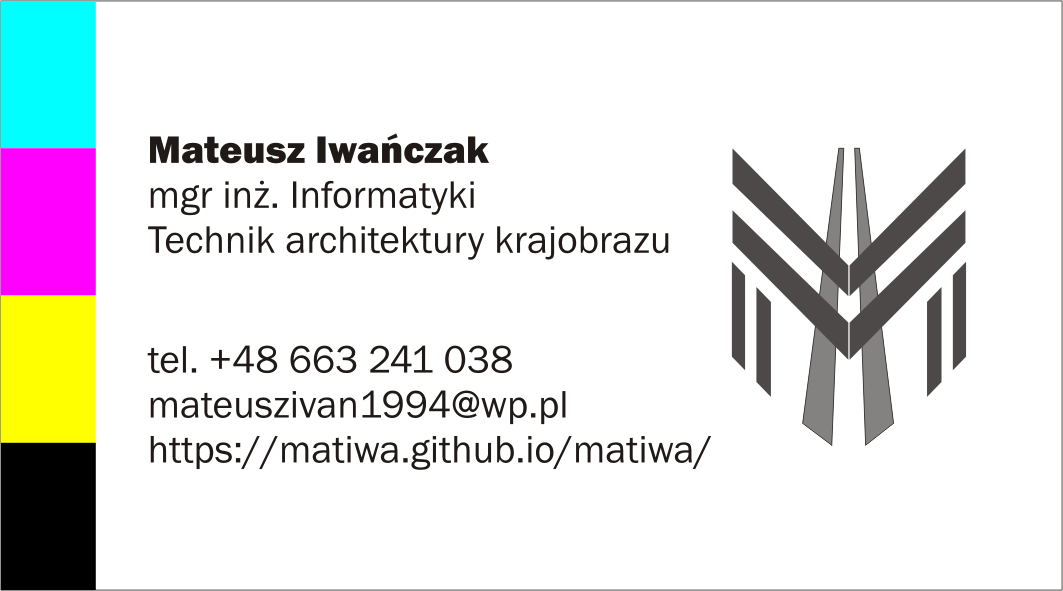 Mateusz Iwańczak
mgr inż. Informatyki
Technik architektury krajobrazu
tel. +48 663 241 038
mateuszivan1994@wp.pl
https://matiwa.github.io/matiwa/